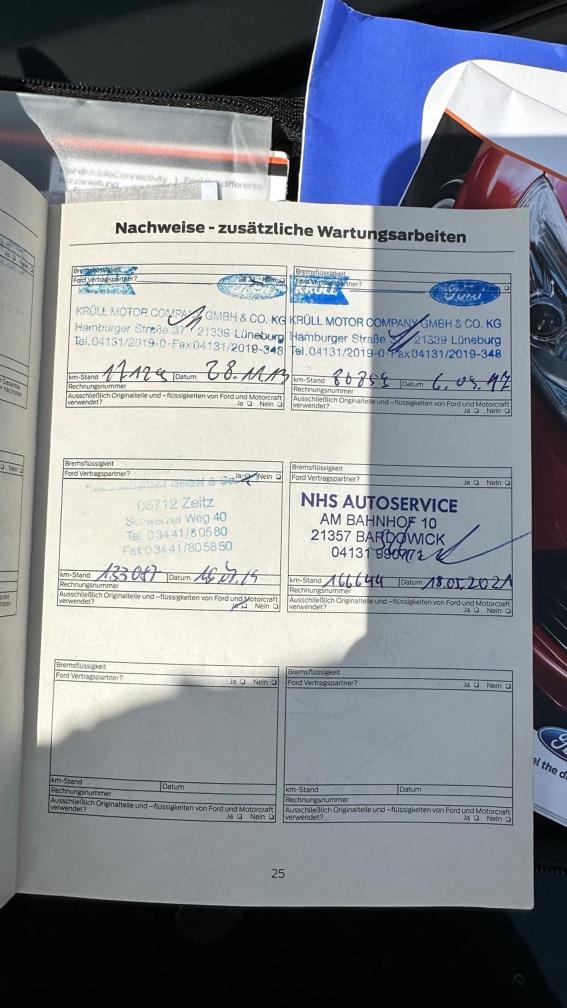 Kurzanleitung
Nachweise - zusätzliche Wartungsarbeiten
Bremsflüssigkeit
Ford Vertragspartner?
KRÜLL MOTOR COMPANY GMBH & CO. KG
Hamburger Straße 21339 Lüneburg
Tel. 04131/2019-0 · Fax 04131/2019-348
km-Stand Datum 28.11.13
Rechnungsnummer
Ausschließlich Originalteile und –flüssigkeiten von Ford und Motorcraft
verwendet? Ja Nein
Bremsflüssigkeit
KRÜLL Ford
KRÜLL MOTOR COMPANY GMBH & CO. KG
Hamburger Straße 21339 Lüneburg
Tel. 04131/2019-0 Fax 04131/2019-348
km-Stand Datum
Rechnungsnummer
Ausschließlich Originalteile und –flüssigkeiten von Ford und Motorcraft
verwendet? Ja Nein
Bremsflüssigkeit
Ford Vertragspartner? Ja
06712 Zeitz
Schwarzer Weg 40
Tel. 03441/80580
Fax 03441/805850
km-Stand 133087 Datum
Rechnungsnummer
Ausschließlich Originalteile und –flüssigkeiten von Ford und Motorcraft
verwendet? Ja Nein
Bremsflüssigkeit
Ford Vertragspartner? Ja Nein
NHS AUTOSERVICE
AM BAHNHOF 10
21357 BARDOWICK
04131
km-Stand 166644 Datum 18.05.2021
Rechnungsnummer
Ausschließlich Originalteile und –flüssigkeiten von Ford und Motorcraft
verwendet? Ja Nein
Bremsflüssigkeit
Ford Vertragspartner?
Ja Nein
km-Stand Datum
Rechnungsnummer
Ausschließlich Originalteile und –flüssigkeiten von Ford und Motorcraft
verwendet? Ja Nein
Bremsflüssigkeit
Ford Vertragspartner?
Ja Nein
km-Stand Datum
Rechnungsnummer
Ausschließlich Originalteile und –flüssigkeiten von Ford und Motorcraft
verwendet? Ja Nein
25